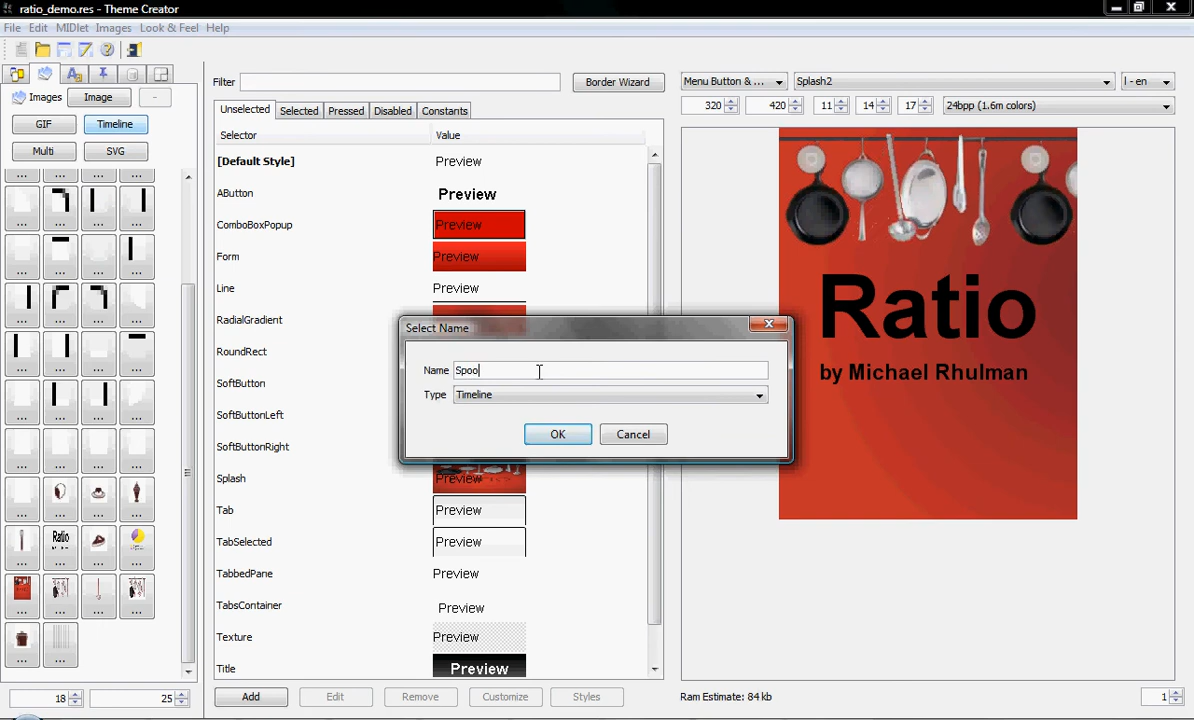 ratio_demo.res - Theme Creator
File Edit MIDlet Images Look & Feel Help
Images Image -
GIF Timeline
Multi SVG
... ... ... ...
... ... ... ...
... ... ... ...
... ... ... ...
... ... ... ...
... ... ... ...
... ... ... ...
... ... ... ...
Ratio
... ... ... ...
... ... ... ...
... ...
18 25
Filter Border Wizard
Unselected Selected Pressed Disabled Constants
Selector Value
[Default Style] Preview
AButton Preview
ComboBoxPopup Preview
Form Preview
Line Preview
RadialGradient
RoundRect
SoftButton
SoftButtonLeft
SoftButtonRight
Splash Preview
Tab Preview
TabSelected Preview
TabbedPane Preview
TabsContainer Preview
Texture Preview
Title Preview
Add Edit Remove Customize Styles
Select Name
Name Spoo
Type Timeline
OK Cancel
Menu Button & ... Splash2 l - en
320 420 11 14 17 24bpp (1.6m colors)
Ratio
by Michael Rhulman
Ram Estimate: 84 kb 1